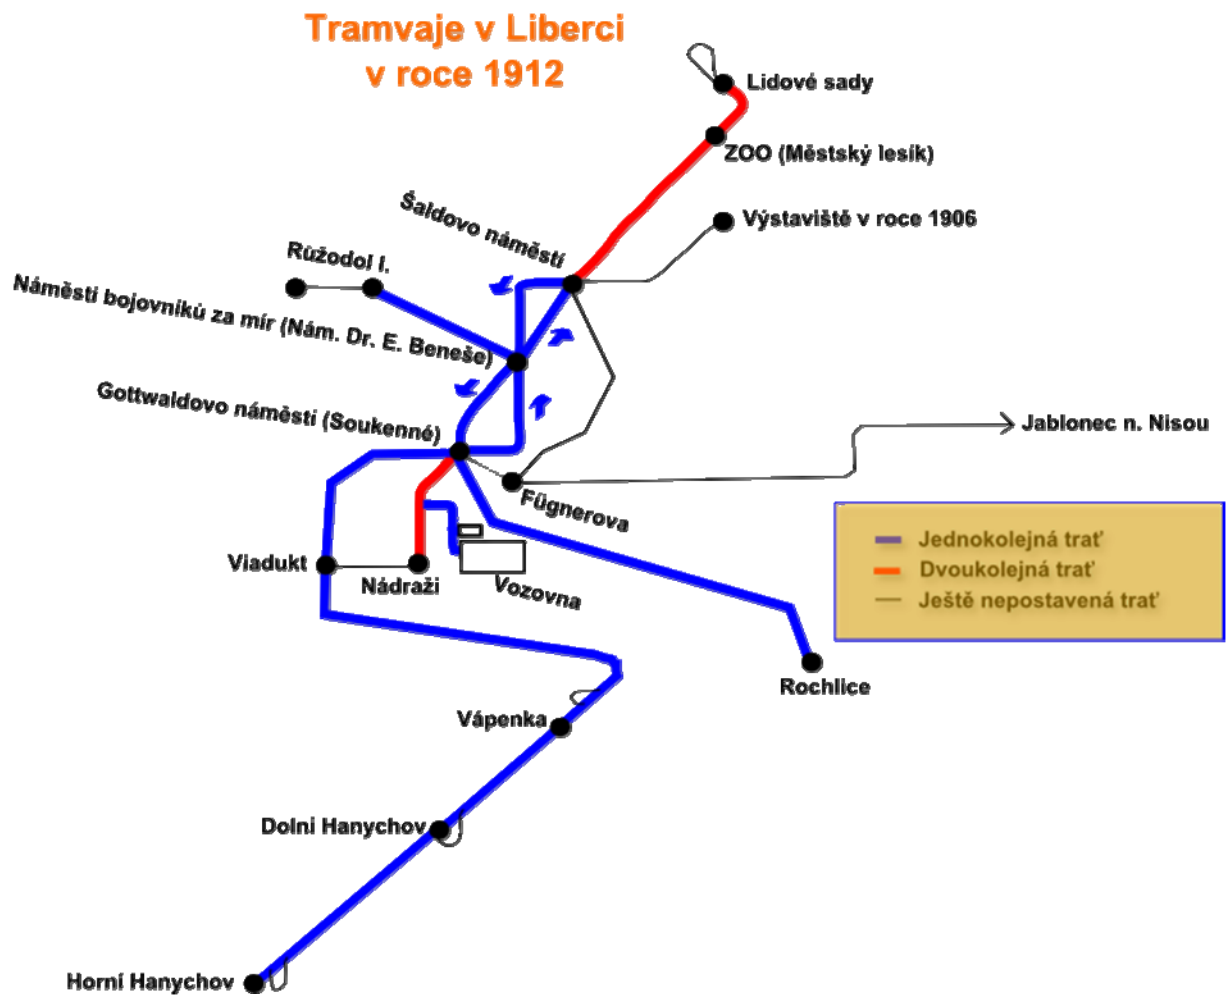 Tramvaje v Liberci
v roce 1912
Lidové sady
ZOO (Městský lesík)
Šaldovo náměstí
Výstaviště v roce 1906
Růžodol I.
Náměstí bojovníků za mír (Nám. Dr. E. Beneše)
Gottwaldovo náměstí (Soukenné)
Jablonec n. Nisou
Fügnerova
Jednokolejná trať
Dvoukolejná trať
Ještě nepostavená trať
Viadukt
Nádraží
Vozovna
Rochlice
Vápenka
Dolní Hanychov
Horní Hanychov